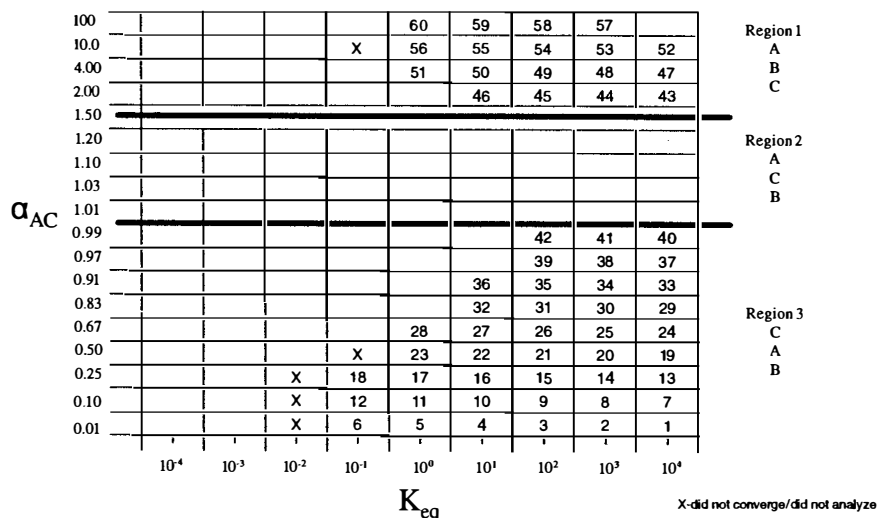 100 60 59 58 57
10.0 X 56 55 54 53 52
4.00 51 50 49 48 47
2.00 46 45 44 43
1.50
1.20
1.10
1.03
1.01
0.99 42 41 40
0.97 39 38 37
0.91 36 35 34 33
0.83 32 31 30 29
0.67 28 27 26 25 24
0.50 X 23 22 21 20 19
0.25 X 18 17 16 15 14 13
0.10 X 12 11 10 9 8 7
0.01 X 6 5 4 3 2 1
αAC
10⁻⁴ 10⁻³ 10⁻² 10⁻¹ 10⁰ 10¹ 10² 10³ 10⁴
Keq
Region 1
A
B
C
Region 2
A
C
B
Region 3
C
A
B
X-did not converge/did not analyze